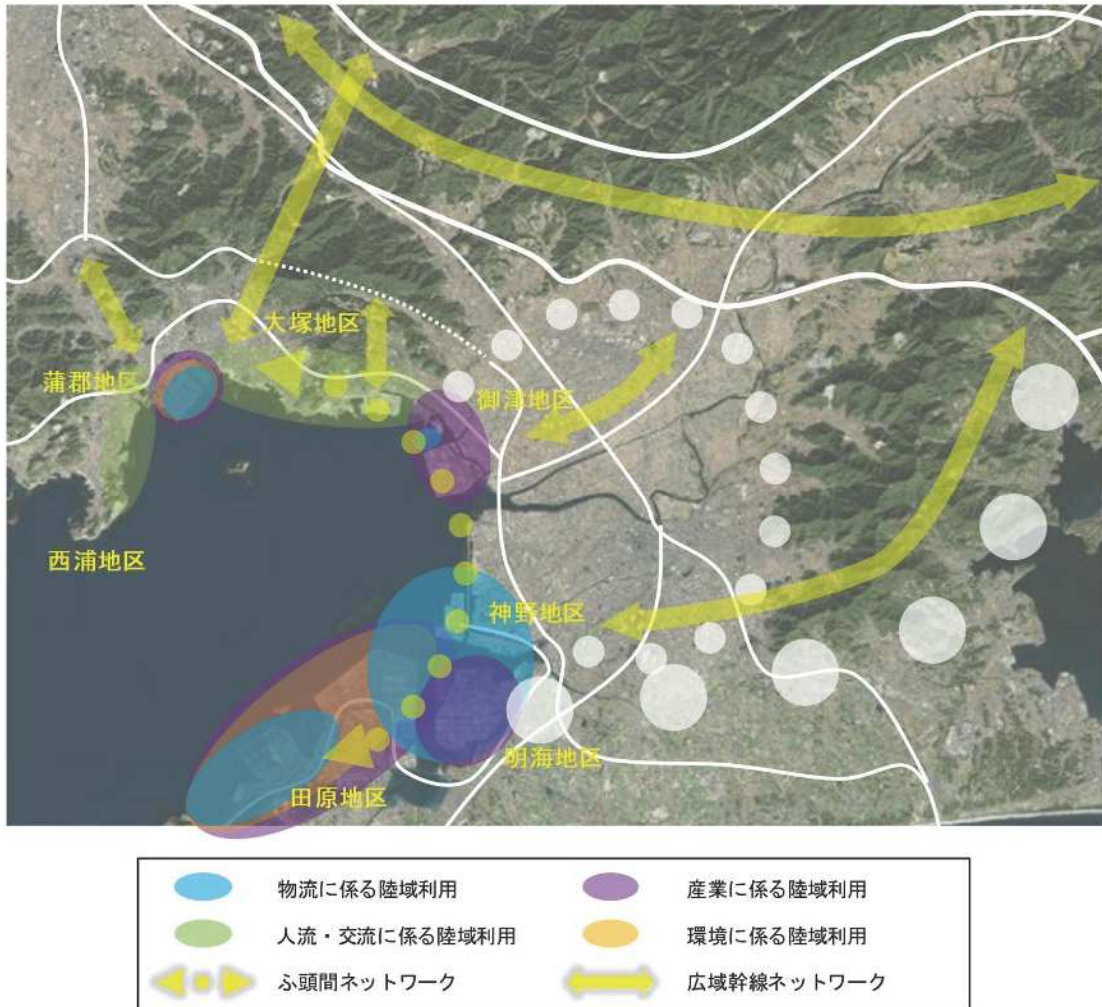 大塚地区
蒲郡地区
御津地区
西浦地区
神野地区
明海地区
田原地区
物流に係る陸域利用
産業に係る陸域利用
人流・交流に係る陸域利用
環境に係る陸域利用
ふ頭間ネットワーク
広域幹線ネットワーク